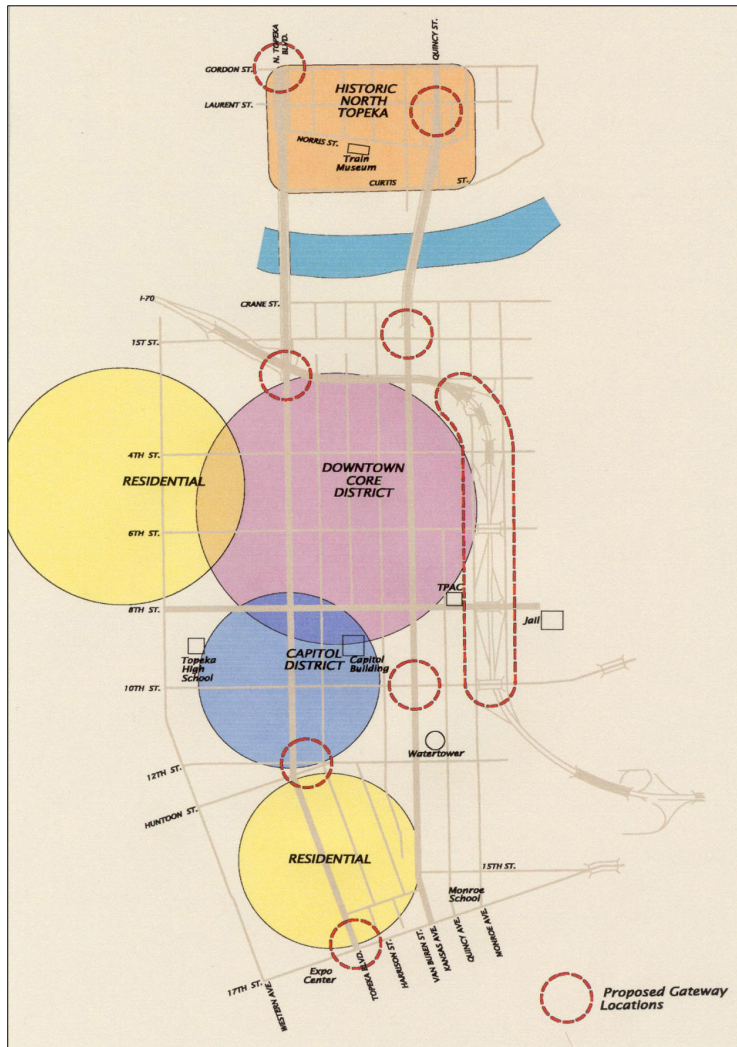 N. TOPEKA
BLVD.
QUINCY ST.
GORDON ST.
LAURENT ST.
HISTORIC
NORTH
TOPEKA
NORRIS ST.
Train
Museum
CURTIS
ST.
I-70
CRANE ST.
1ST ST.
4TH ST.
RESIDENTIAL
DOWNTOWN
CORE
DISTRICT
6TH ST.
TPAC
8TH ST.
Jail
Topeka
High
School
CAPITOL
DISTRICT
Capitol
Building
10TH ST.
Watertower
12TH ST.
HUNTOON ST.
RESIDENTIAL
15TH ST.
Monroe
School
17TH ST.
Expo
Center
WESTERN AVE.
TOPEKA BLVD.
HARRISON ST.
VAN BUREN ST.
KANSAS AVE.
QUINCY AVE.
MONROE AVE.
Proposed Gateway
Locations